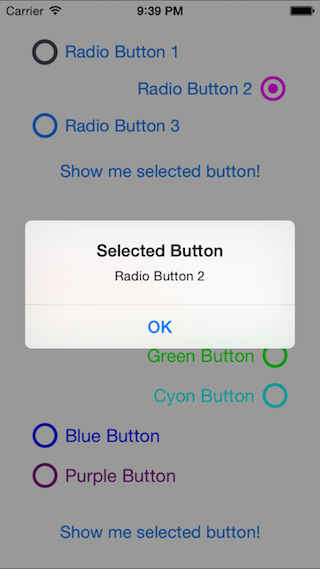 Carrier 9:39 PM
Radio Button 1
Radio Button 2
Radio Button 3
Show me selected button!
Selected Button
Radio Button 2
OK
Green Button
Cyon Button
Blue Button
Purple Button
Show me selected button!